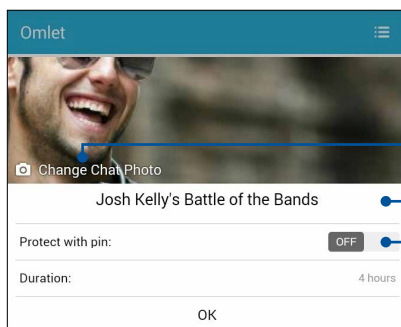 Omlet
Change Chat Photo
Josh Kelly's Battle of the Bands
Protect with pin:
OFF
Duration:
4 hours
OK